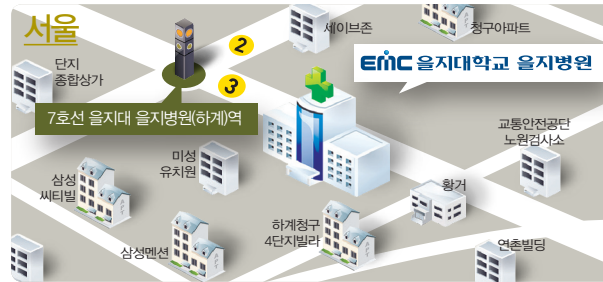 서울
단지
종합상가
2
3
세이브존
청구아파트
EMC 을지대학교 을지병원
7호선 을지대 을지병원(하계)역
미성
유치원
교통안전공단
노원검사소
삼성
씨티빌
황거
하계청구
4단지빌라
삼성멘션
연촌빌딩